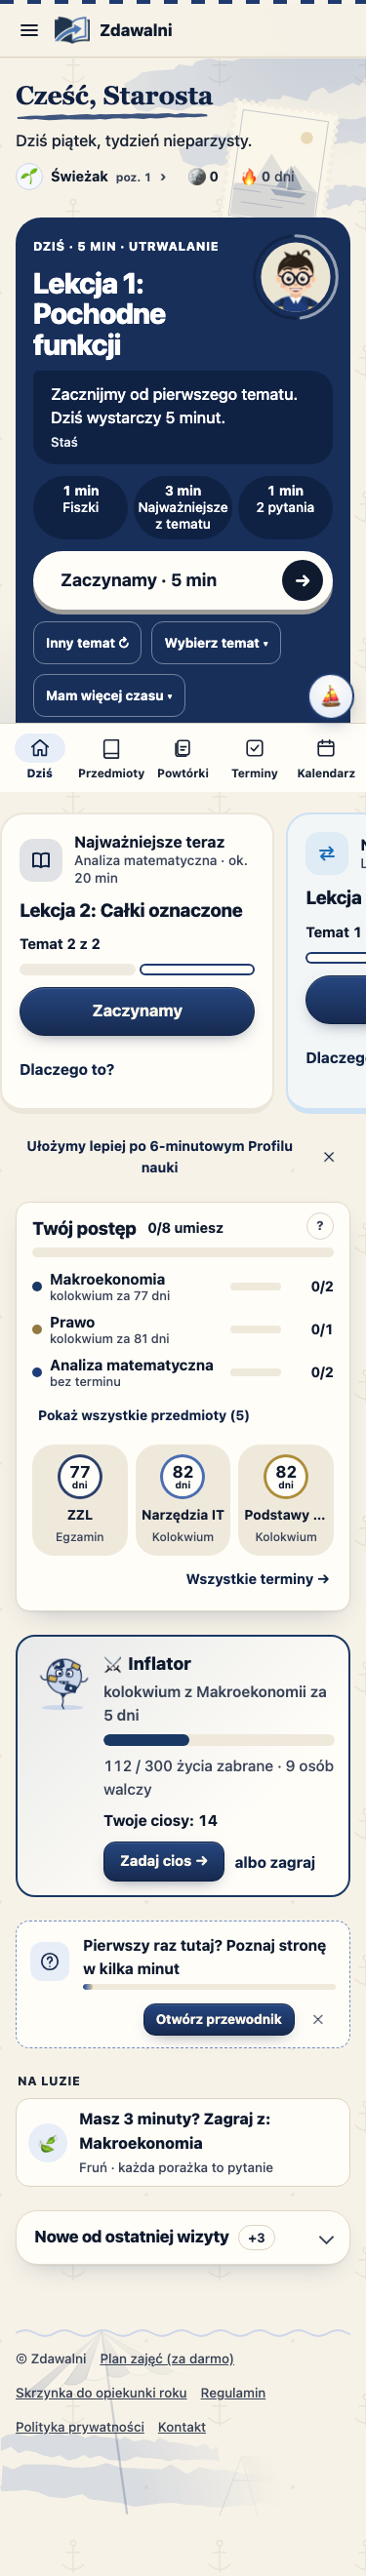 Zdawalni
Cześć, Starosta
Dziś piątek, tydzień nieparzysty.
Świeżak poz. 1 › 0 0 dni
DZIŚ · 5 MIN · UTRWALANIE
Lekcja 1:
Pochodne
funkcji
Zacznijmy od pierwszego tematu.
Dziś wystarczy 5 minut.
Staś
1 min
Fiszki
3 min
Najważniejsze
z tematu
1 min
2 pytania
Zaczynamy · 5 min →
Inny temat ↻
Wybierz temat ▾
Mam więcej czasu ▾
Dziś
Przedmioty
Powtórki
Terminy
Kalendarz
Najważniejsze teraz
Analiza matematyczna · ok.
20 min
Lekcja 2: Całki oznaczone
Temat 2 z 2
Zaczynamy
Dlaczego to?
N
L
Lekcja
Temat 1
Dlaczeg
Ułożymy lepiej po 6-minutowym Profilu
nauki
×
Twój postęp 0/8 umiesz ?
Makroekonomia 0/2
kolokwium za 77 dni
Prawo 0/1
kolokwium za 81 dni
Analiza matematyczna 0/2
bez terminu
Pokaż wszystkie przedmioty (5)
77
dni
ZZL
Egzamin
82
dni
Narzędzia IT
Kolokwium
82
dni
Podstawy ...
Kolokwium
Wszystkie terminy →
Inflator
kolokwium z Makroekonomii za
5 dni
112 / 300 życia zabrane · 9 osób
walczy
Twoje ciosy: 14
Zadaj cios → albo zagraj
Pierwszy raz tutaj? Poznaj stronę
w kilka minut
Otwórz przewodnik ×
NA LUZIE
Masz 3 minuty? Zagraj z:
Makroekonomia
Fruń · każda porażka to pytanie
Nowe od ostatniej wizyty +3
© Zdawalni Plan zajęć (za darmo)
Skrzynka do opiekunki roku Regulamin
Polityka prywatności Kontakt